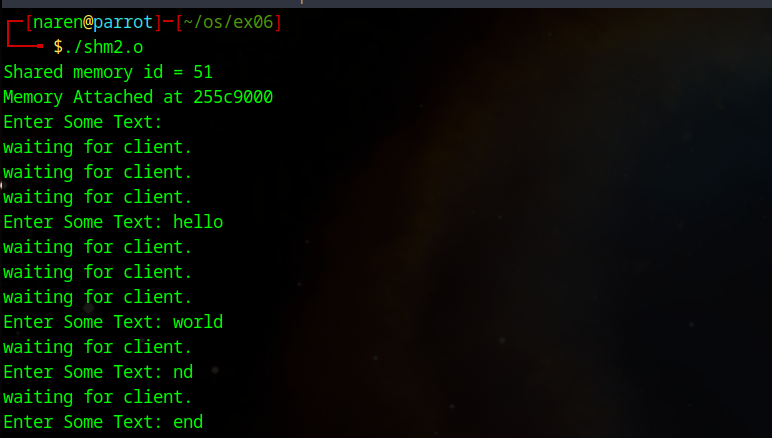 ┌─[naren@parrot]─[~/os/ex06]
└──╼ $./shm2.o
Shared memory id = 51
Memory Attached at 255c9000
Enter Some Text:
waiting for client.
waiting for client.
waiting for client.
Enter Some Text: hello
waiting for client.
waiting for client.
waiting for client.
Enter Some Text: world
waiting for client.
Enter Some Text: nd
waiting for client.
Enter Some Text: end